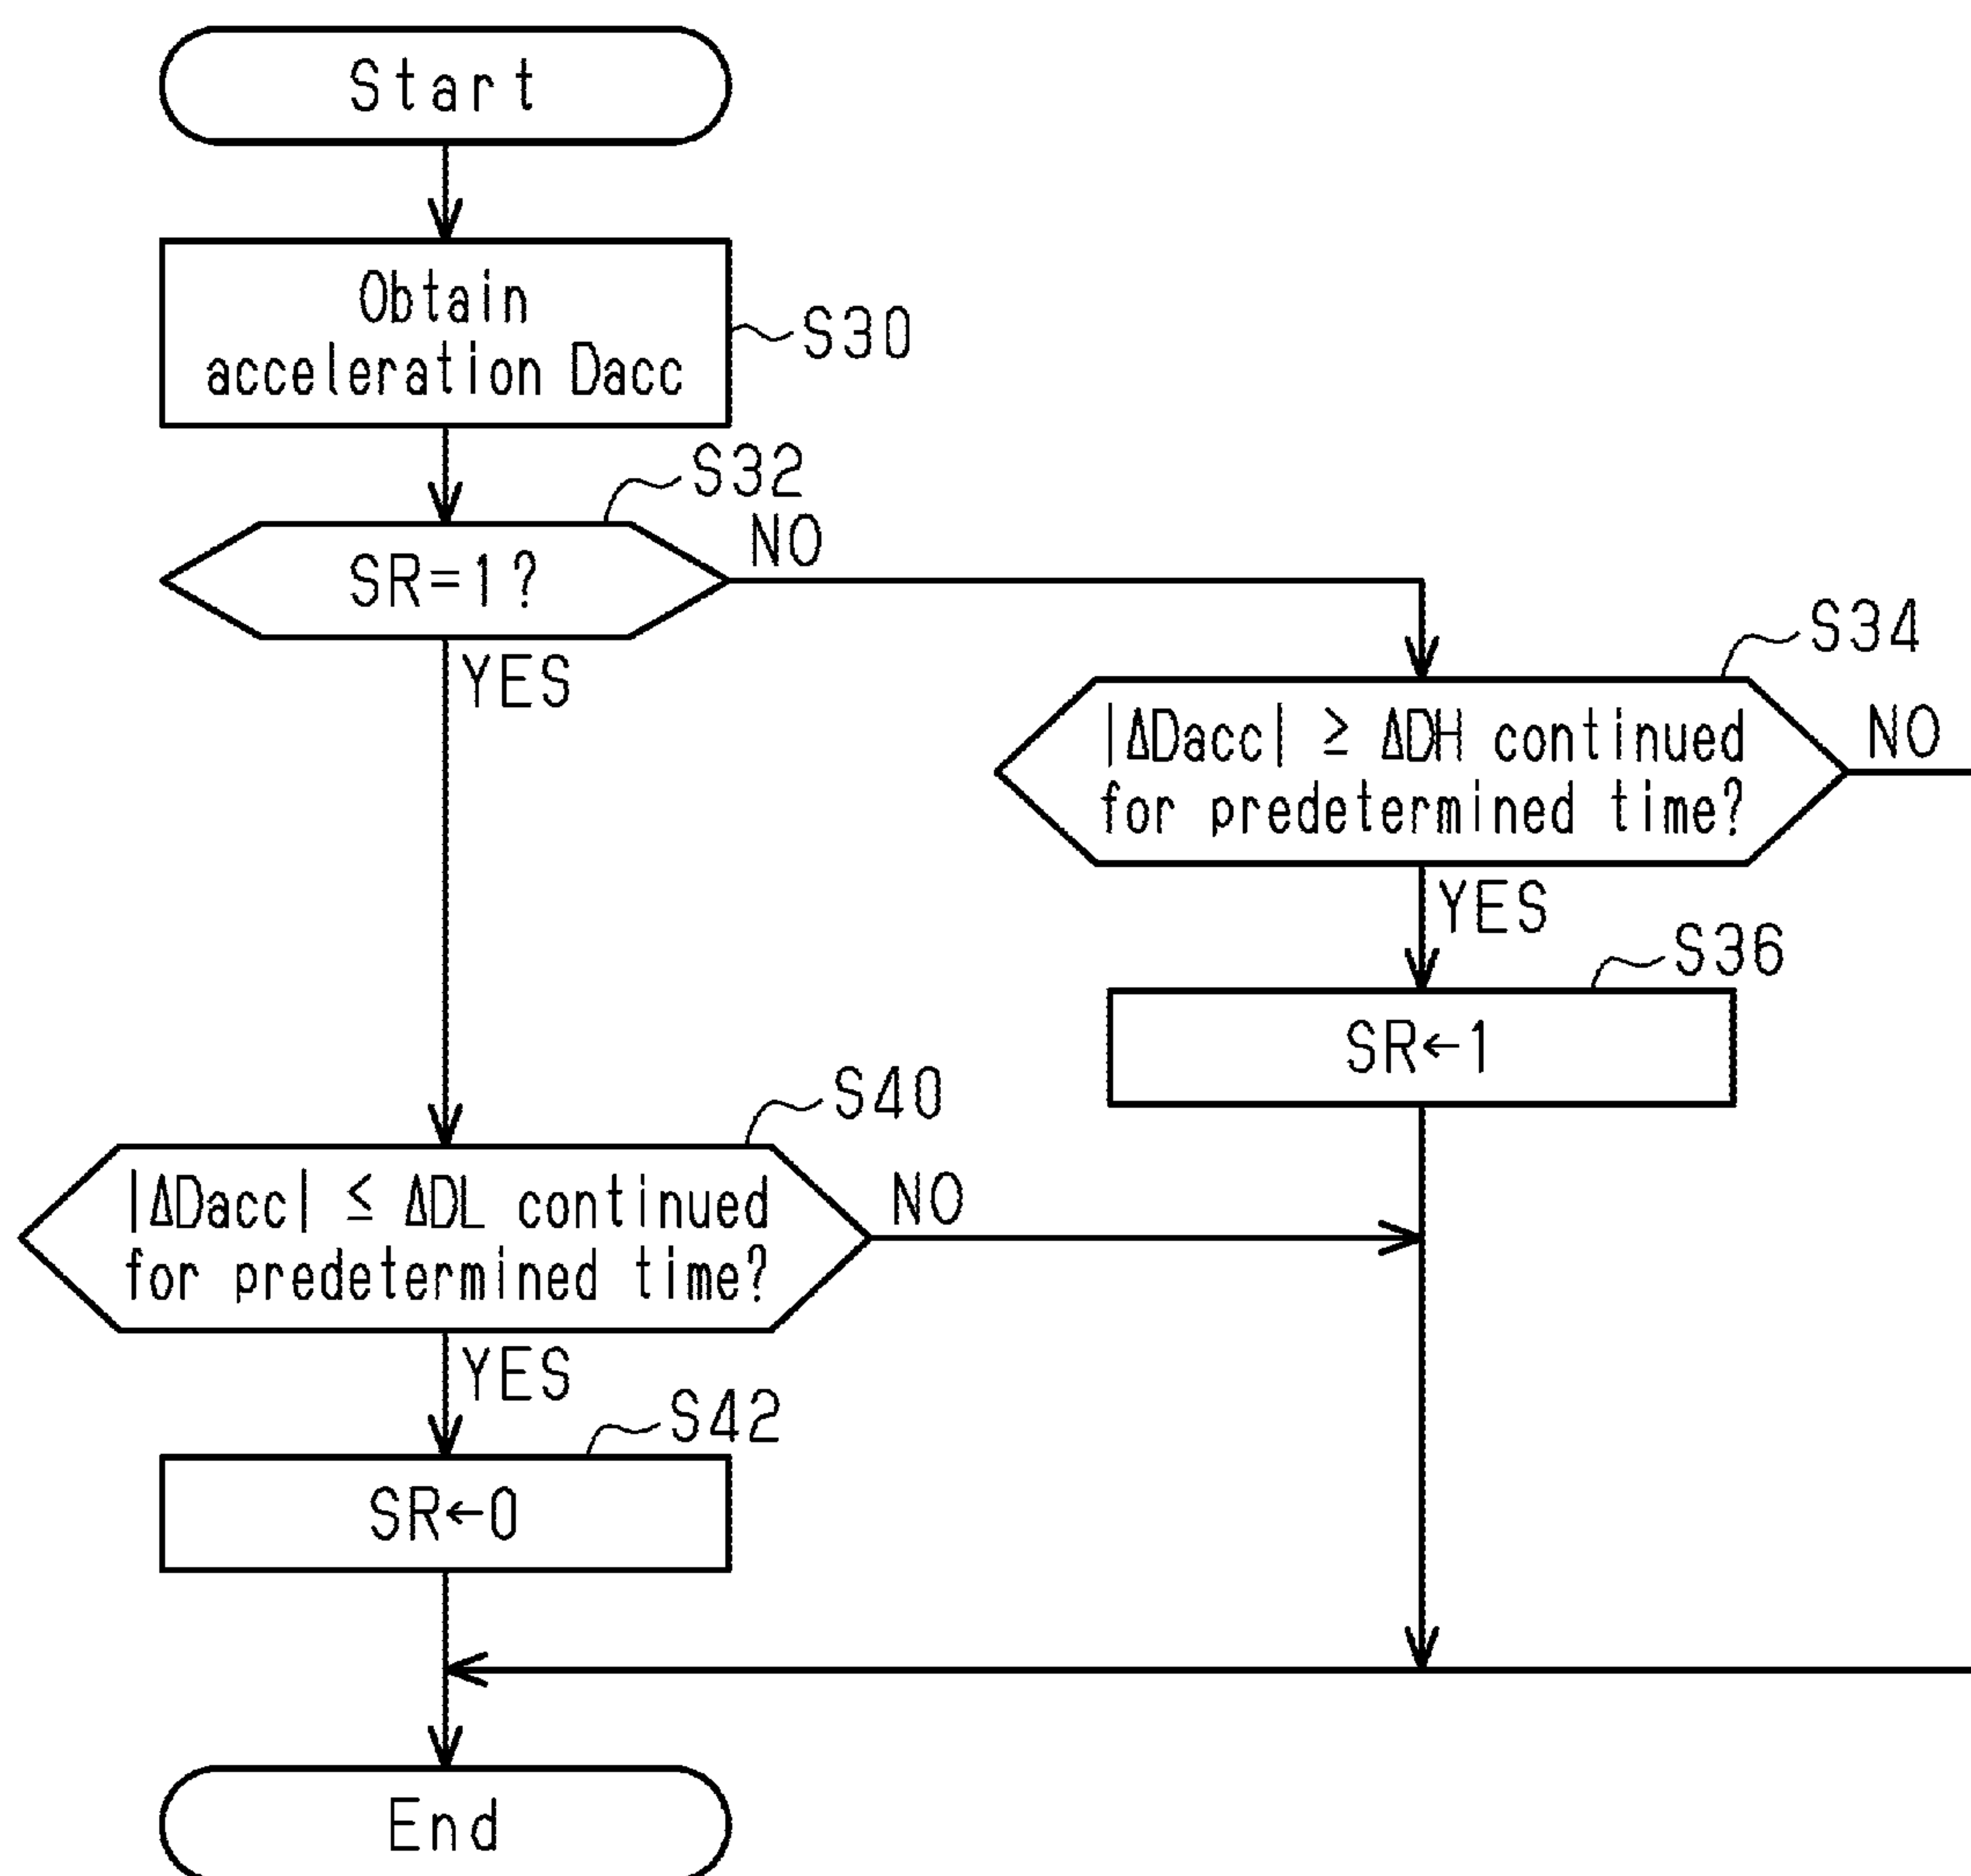 Start
Obtain
acceleration Dacc
S30
S32
SR=1?
NO
YES
S34
|ΔDacc| ≥ ΔDH continued
for predetermined time?
NO
YES
S36
SR←1
S40
|ΔDacc| ≤ ΔDL continued
for predetermined time?
NO
YES
S42
SR←0
End